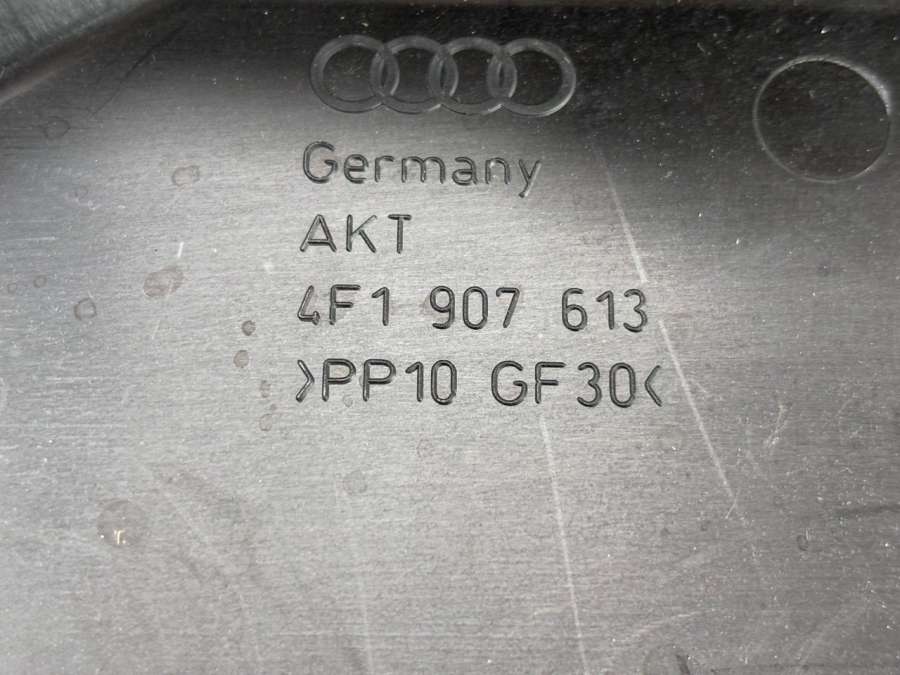 Germany
AKT
4F1 907 613
>PP10 GF30<